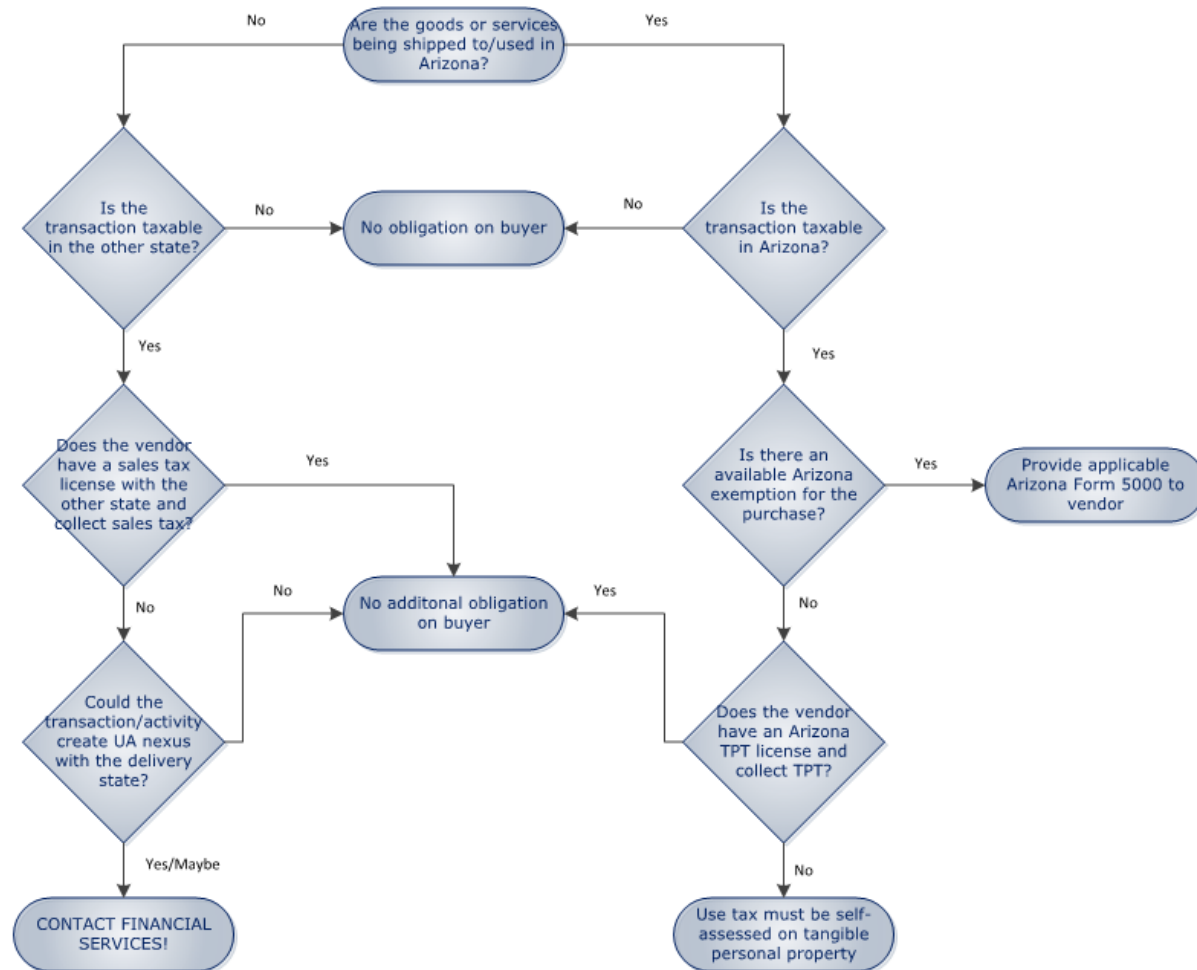 No
Are the goods or services
being shipped to/used in
Arizona?
Yes
Is the
transaction taxable
in the other state?
No
No obligation on buyer
No
Is the
transaction taxable
in Arizona?
Yes
Yes
Does the vendor
have a sales tax
license with the
other state and
collect sales tax?
Yes
Is there an
available Arizona
exemption for the
purchase?
Yes
Provide applicable
Arizona Form 5000 to
vendor
No
No
No additonal obligation
on buyer
Yes
No
Could the
transaction/activity
create UA nexus
with the delivery
state?
Does the vendor
have an Arizona
TPT license and
collect TPT?
Yes/Maybe
No
CONTACT FINANCIAL
SERVICES!
Use tax must be self-
assessed on tangible
personal property